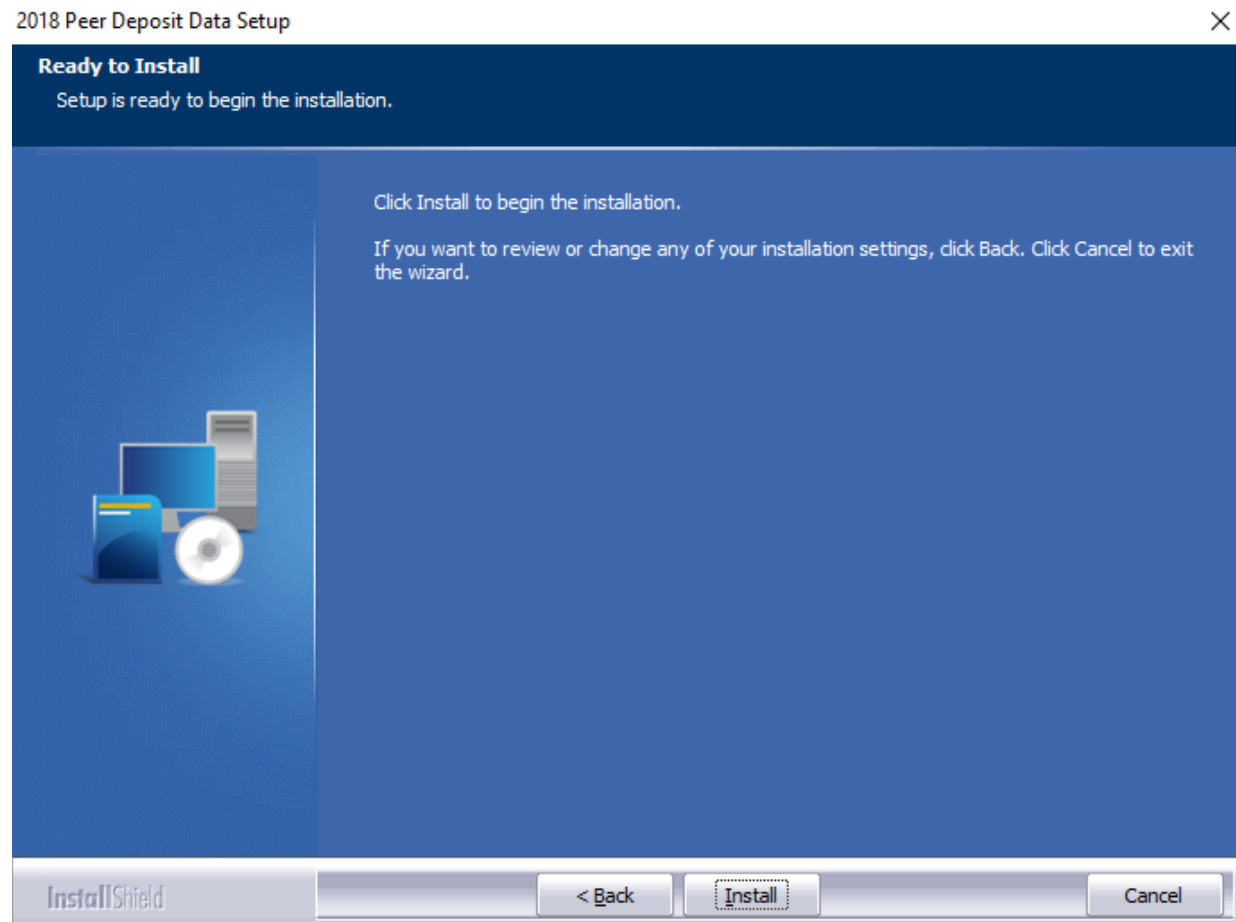 2018 Peer Deposit Data Setup
Ready to Install
Setup is ready to begin the installation.
Click Install to begin the installation.
If you want to review or change any of your installation settings, click Back. Click Cancel to exit
the wizard.
InstallShield
< Back
Install
Cancel